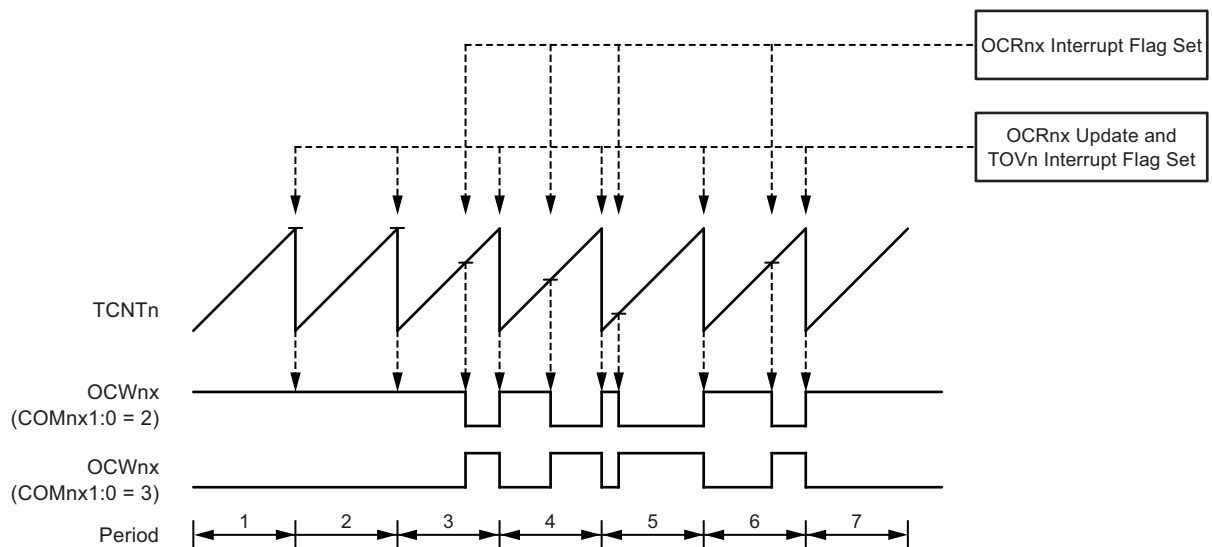 OCRnx Interrupt Flag Set
OCRnx Update and
TOVn Interrupt Flag Set
TCNTn
OCWnx
(COMnx1:0 = 2)
OCWnx
(COMnx1:0 = 3)
Period
1
2
3
4
5
6
7